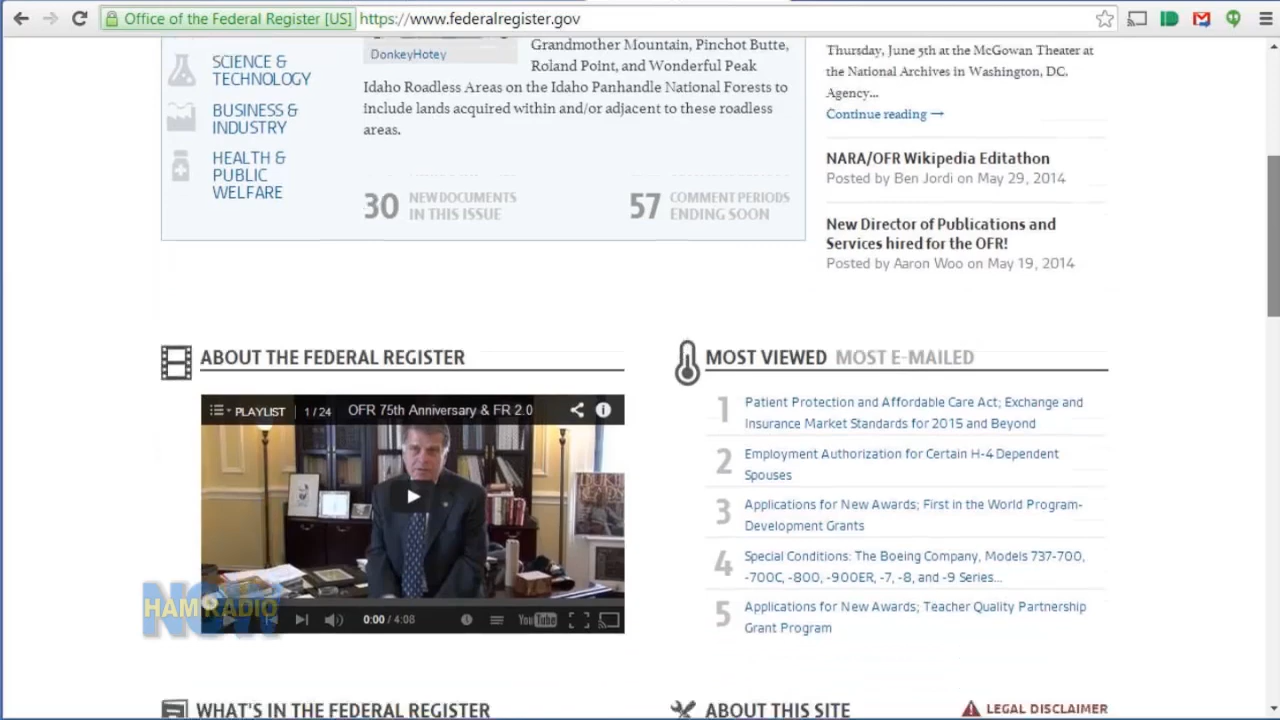 Office of the Federal Register [US] https://www.federalregister.gov
SCIENCE &
TECHNOLOGY
BUSINESS &
INDUSTRY
HEALTH &
PUBLIC
WELFARE
DonkeyHotey
Grandmother Mountain, Pinchot Butte,
Roland Point, and Wonderful Peak
Idaho Roadless Areas on the Idaho Panhandle National Forests to
include lands acquired within and/or adjacent to these roadless
areas.
30 NEW DOCUMENTS
IN THIS ISSUE
57 COMMENT PERIODS
ENDING SOON
Thursday, June 5th at the McGowan Theater at
the National Archives in Washington, DC.
Agency...
Continue reading →
NARA/OFR Wikipedia Editathon
Posted by Ben Jordi on May 29, 2014
New Director of Publications and
Services hired for the OFR!
Posted by Aaron Woo on May 19, 2014
ABOUT THE FEDERAL REGISTER
PLAYLIST 1/24 OFR 75th Anniversary & FR 2.0
0:00 / 4:08 YouTube
HAM RADIO
NOW
MOST VIEWED MOST E-MAILED
1 Patient Protection and Affordable Care Act; Exchange and
Insurance Market Standards for 2015 and Beyond
2 Employment Authorization for Certain H-4 Dependent
Spouses
3 Applications for New Awards; First in the World Program-
Development Grants
4 Special Conditions: The Boeing Company, Models 737-700,
-700C, -800, -900ER, -7, -8, and -9 Series...
5 Applications for New Awards; Teacher Quality Partnership
Grant Program
WHAT'S IN THE FEDERAL REGISTER
ABOUT THIS SITE
LEGAL DISCLAIMER